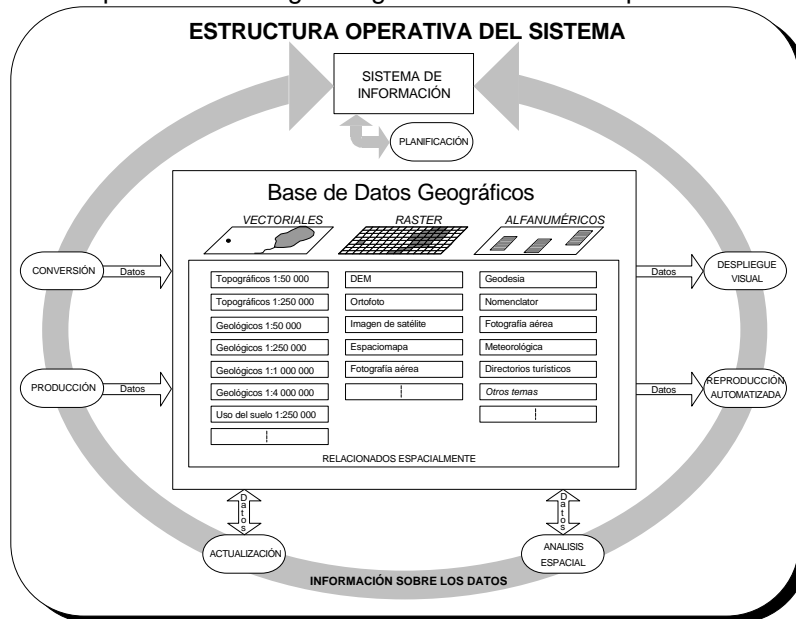 ESTRUCTURA OPERATIVA DEL SISTEMA
SISTEMA DE
INFORMACIÓN
PLANIFICACIÓN
Base de Datos Geográficos
VECTORIALES
RASTER
ALFANUMÉRICOS
CONVERSIÓN
Datos
PRODUCCIÓN
Datos
Topográficos 1:50 000
Topográficos 1:250 000
Geológicos 1:50 000
Geológicos 1:250 000
Geológicos 1:1 000 000
Geológicos 1:4 000 000
Uso del suelo 1:250 000
DEM
Ortofoto
Imagen de satélite
Espaciomapa
Fotografía aérea
Geodesia
Nomenclator
Fotografía aérea
Meteorológica
Directorios turísticos
Otros temas
RELACIONADOS ESPACIALMENTE
Datos
DESPLIEGUE
VISUAL
Datos
REPRODUCCIÓN
AUTOMATIZADA
Datos
ACTUALIZACIÓN
Datos
ANALISIS
ESPACIAL
INFORMACIÓN SOBRE LOS DATOS